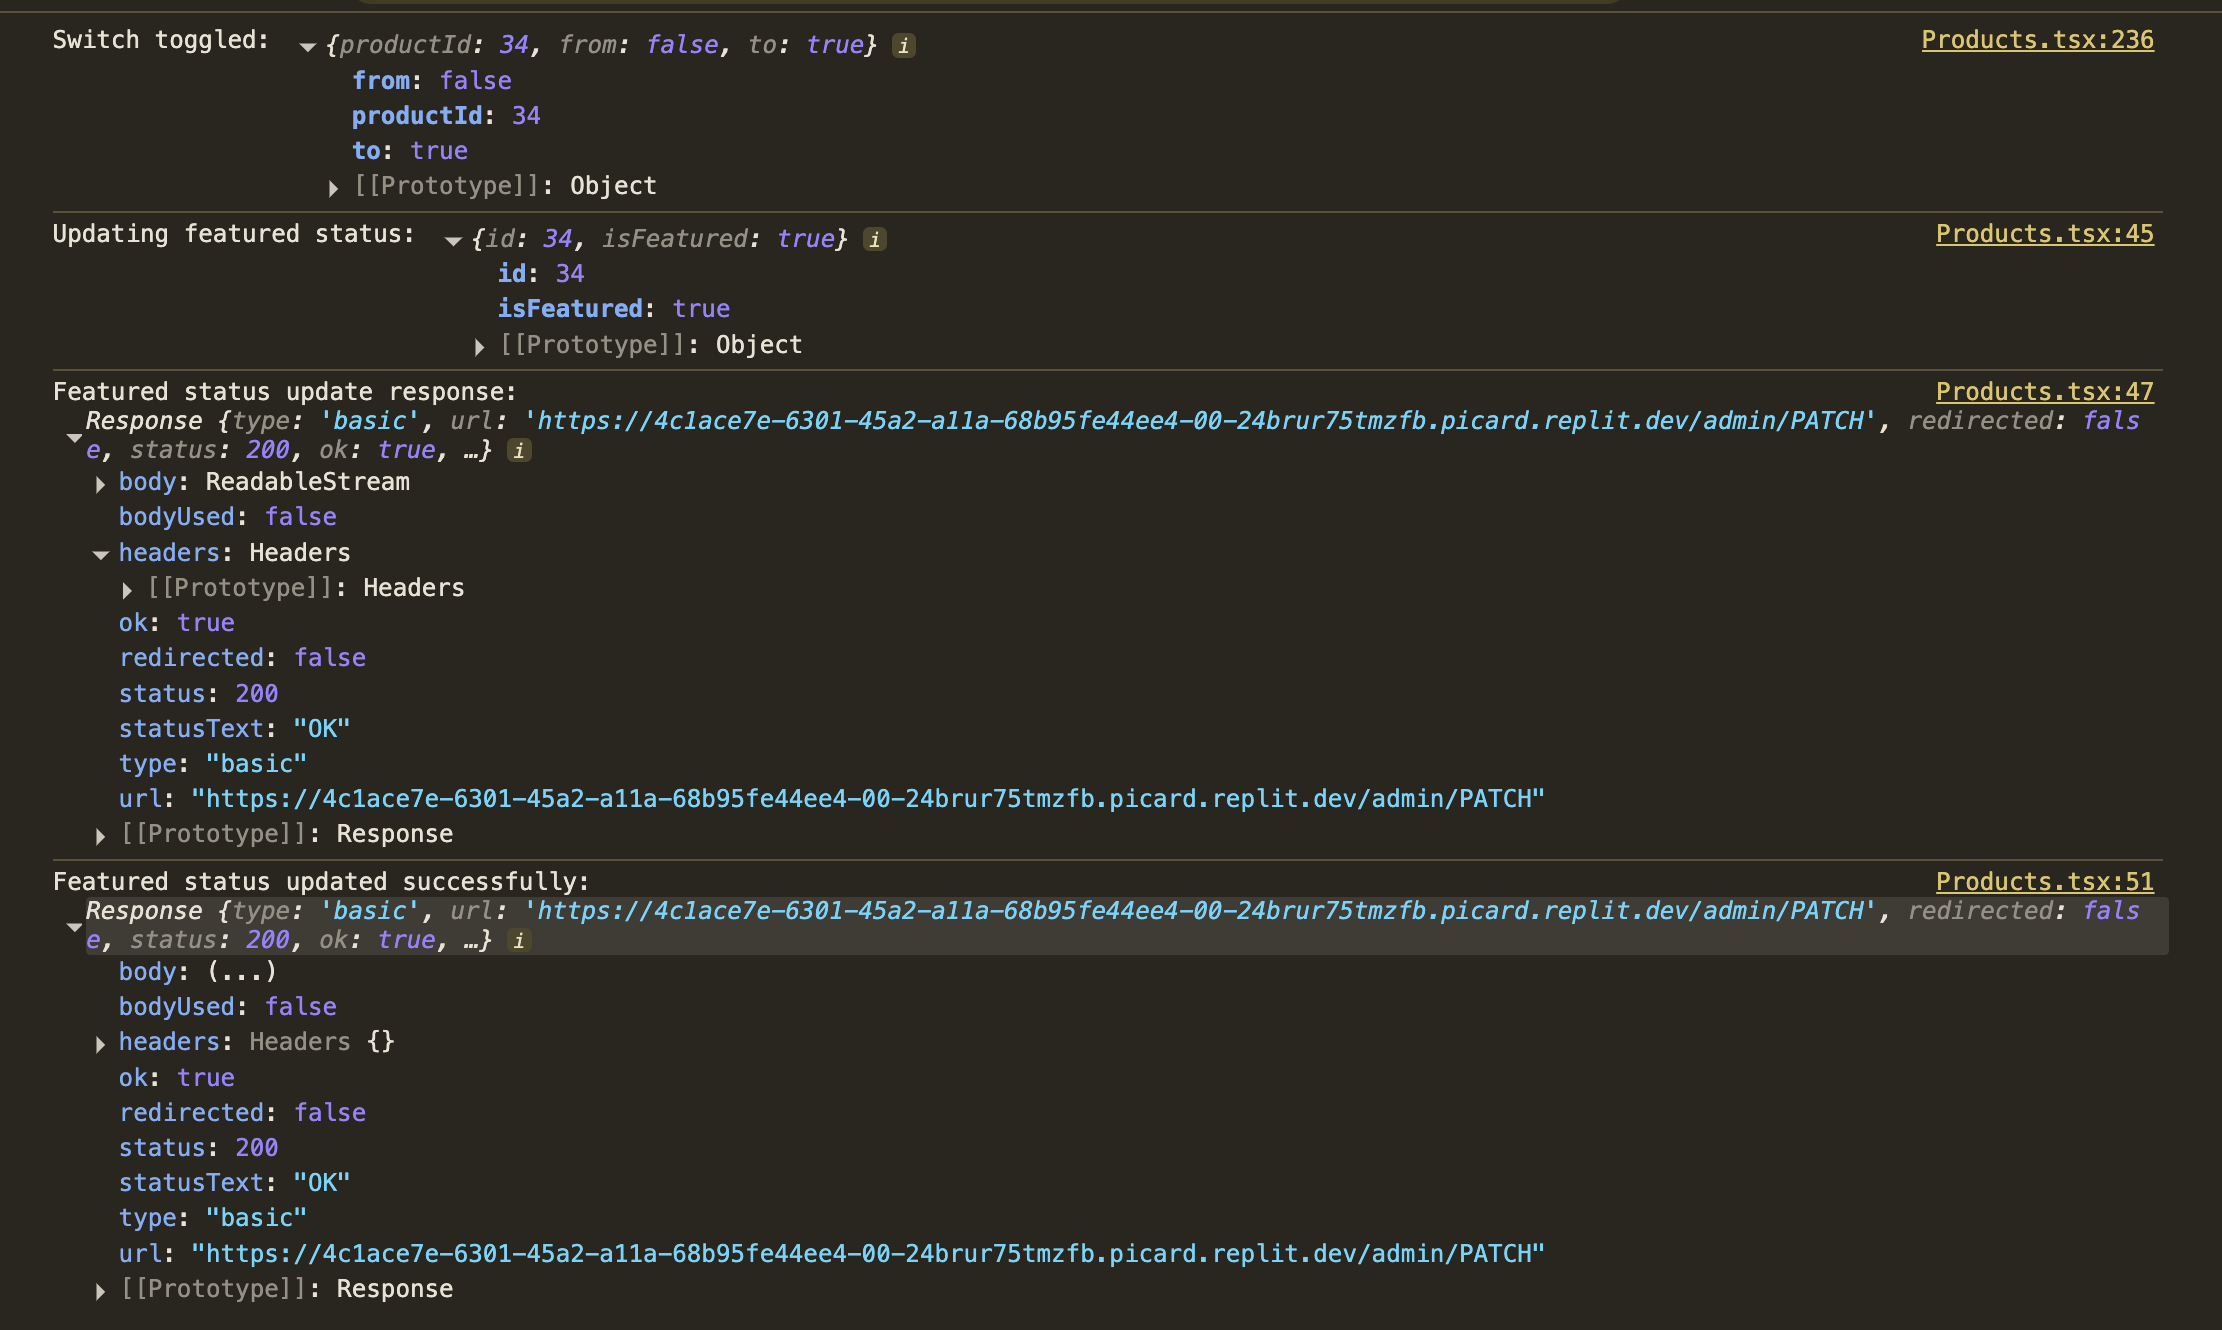 Switch toggled: {productId: 34, from: false, to: true} i Products.tsx:236
from: false
productId: 34
to: true
[[Prototype]]: Object
Updating featured status: {id: 34, isFeatured: true} i Products.tsx:45
id: 34
isFeatured: true
[[Prototype]]: Object
Featured status update response: Products.tsx:47
Response {type: 'basic', url: 'https://4c1ace7e-6301-45a2-a11a-68b95fe44ee4-00-24brur75tmzfb.picard.replit.dev/admin/PATCH', redirected: fals
e, status: 200, ok: true, …} i
body: ReadableStream
bodyUsed: false
headers: Headers
[[Prototype]]: Headers
ok: true
redirected: false
status: 200
statusText: "OK"
type: "basic"
url: "https://4c1ace7e-6301-45a2-a11a-68b95fe44ee4-00-24brur75tmzfb.picard.replit.dev/admin/PATCH"
[[Prototype]]: Response
Featured status updated successfully: Products.tsx:51
Response {type: 'basic', url: 'https://4c1ace7e-6301-45a2-a11a-68b95fe44ee4-00-24brur75tmzfb.picard.replit.dev/admin/PATCH', redirected: fals
e, status: 200, ok: true, …} i
body: (...)
bodyUsed: false
headers: Headers {}
ok: true
redirected: false
status: 200
statusText: "OK"
type: "basic"
url: "https://4c1ace7e-6301-45a2-a11a-68b95fe44ee4-00-24brur75tmzfb.picard.replit.dev/admin/PATCH"
[[Prototype]]: Response